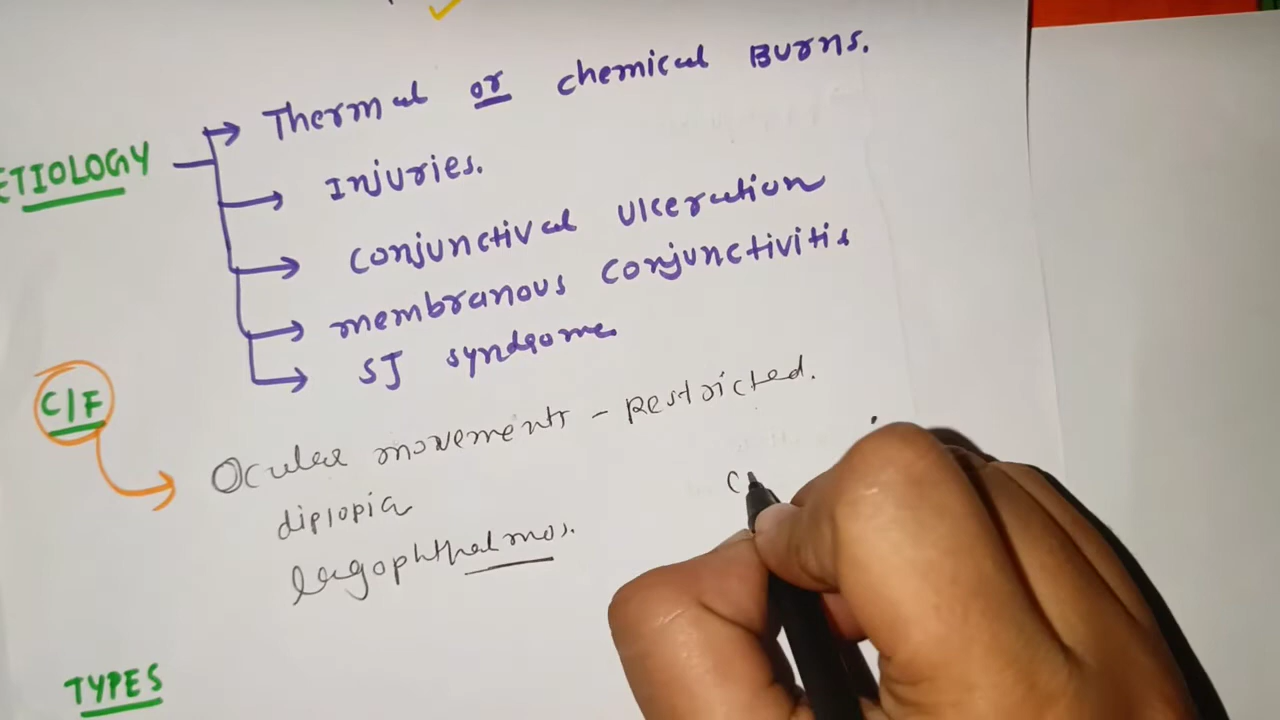 Thermal or chemical Burns.
ETIOLOGY
Injuries.
conjunctival ulceration
membranous conjunctivitis
SJ syndrome.
C/F
Ocular movements - restricted.
diplopia
lagophthalmos.
TYPES